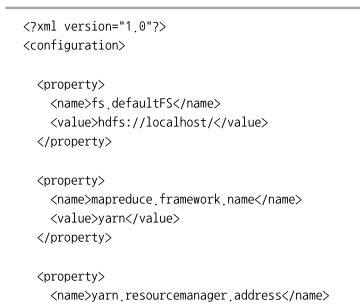 <?xml version="1.0"?>
<configuration>
<property>
<name>fs.defaultFS</name>
<value>hdfs://localhost/</value>
</property>
<property>
<name>mapreduce.framework.name</name>
<value>yarn</value>
</property>
<property>
<name>yarn.resourcemanager.address</name>